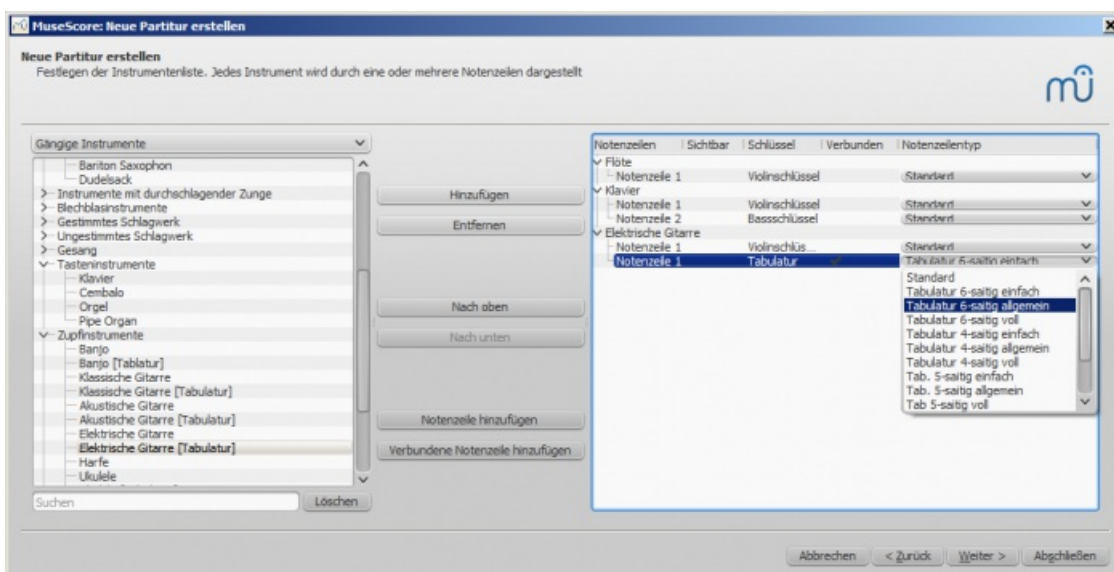 MuseScore: Neue Partitur erstellen
Neue Partitur erstellen
Festlegen der Instrumentenliste. Jedes Instrument wird durch eine oder mehrere Notenzeilen dargestellt
mü
Gängige Instrumente
Bariton Saxophon
Dudelsack
Instrumente mit durchschlagender Zunge
Blechblasinstrumente
Gestimmtes Schlagwerk
Ungestimmtes Schlagwerk
Gesang
Tasteninstrumente
Klavier
Cembalo
Orgel
Pipe Organ
Zupfinstrumente
Banjo
Banjo [Tablatur]
Klassische Gitarre
Klassische Gitarre [Tabulatur]
Akustische Gitarre
Akustische Gitarre [Tabulatur]
Elektrische Gitarre
Elektrische Gitarre [Tabulatur]
Harfe
Ukulele
Suchen Löschen
Hinzufügen
Entfernen
Nach oben
Nach unten
Notenzeile hinzufügen
Verbundene Notenzeile hinzufügen
Notenzeilen Sichtbar Schlüssel Verbunden Notenzeilentyp
Flöte
Notenzeile 1 Violinschlüssel Standard
Klavier
Notenzeile 1 Violinschlüssel Standard
Notenzeile 2 Bassschlüssel Standard
Elektrische Gitarre
Notenzeile 1 Violinschlüs... Standard
Notenzeile 1 Tabulatur Tabulatur 6-saitig einfach
Standard
Tabulatur 6-saitig einfach
Tabulatur 6-saitig allgemein
Tabulatur 6-saitig voll
Tabulatur 4-saitig einfach
Tabulatur 4-saitig allgemein
Tabulatur 4-saitig voll
Tab. 5-saitig einfach
Tab. 5-saitig allgemein
Tab 5-saitig voll
Abbrechen < Zurück Weiter > Abschließen